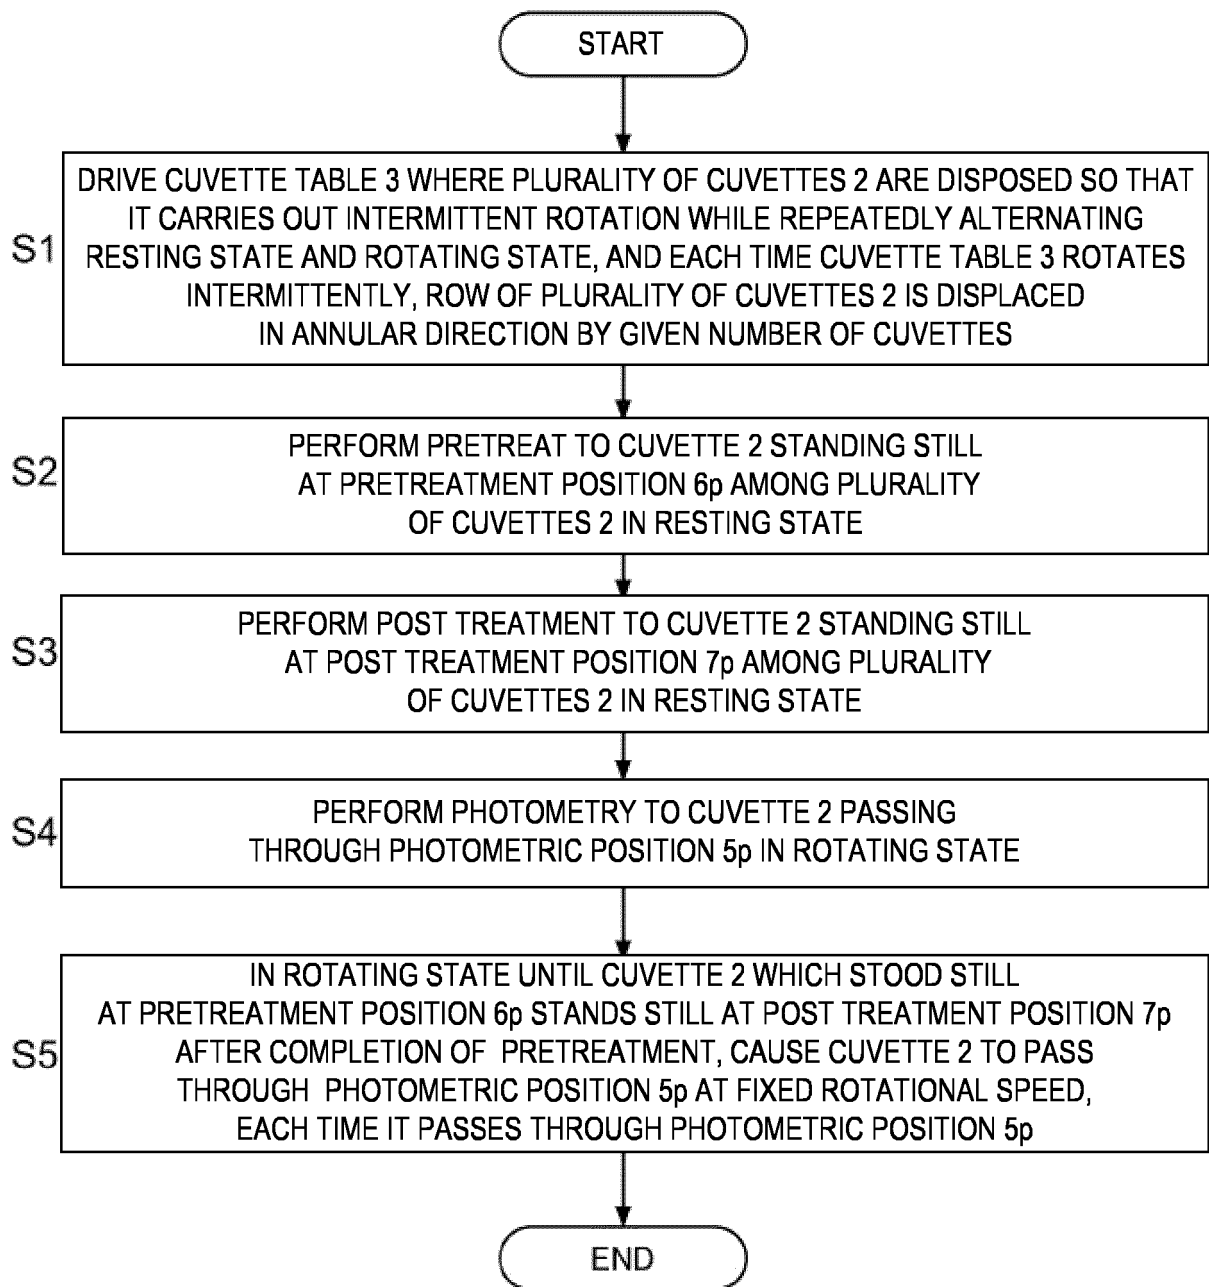 START
S1
DRIVE CUVETTE TABLE 3 WHERE PLURALITY OF CUVETTES 2 ARE DISPOSED SO THAT
IT CARRIES OUT INTERMITTENT ROTATION WHILE REPEATEDLY ALTERNATING
RESTING STATE AND ROTATING STATE, AND EACH TIME CUVETTE TABLE 3 ROTATES
INTERMITTENTLY, ROW OF PLURALITY OF CUVETTES 2 IS DISPLACED
IN ANNULAR DIRECTION BY GIVEN NUMBER OF CUVETTES
S2
PERFORM PRETREAT TO CUVETTE 2 STANDING STILL
AT PRETREATMENT POSITION 6p AMONG PLURALITY
OF CUVETTES 2 IN RESTING STATE
S3
PERFORM POST TREATMENT TO CUVETTE 2 STANDING STILL
AT POST TREATMENT POSITION 7p AMONG PLURALITY
OF CUVETTES 2 IN RESTING STATE
S4
PERFORM PHOTOMETRY TO CUVETTE 2 PASSING
THROUGH PHOTOMETRIC POSITION 5p IN ROTATING STATE
S5
IN ROTATING STATE UNTIL CUVETTE 2 WHICH STOOD STILL
AT PRETREATMENT POSITION 6p STANDS STILL AT POST TREATMENT POSITION 7p
AFTER COMPLETION OF PRETREATMENT, CAUSE CUVETTE 2 TO PASS
THROUGH PHOTOMETRIC POSITION 5p AT FIXED ROTATIONAL SPEED,
EACH TIME IT PASSES THROUGH PHOTOMETRIC POSITION 5p
END